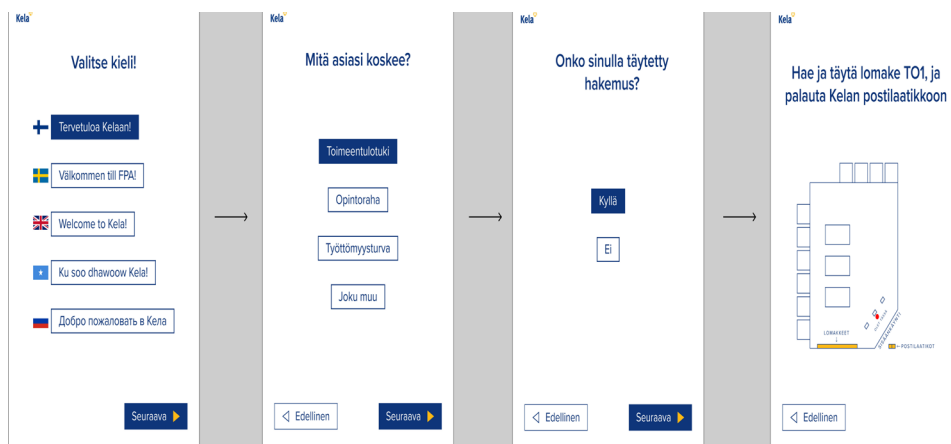 Kela
Valitse kieli!
Tervetuloa Kelaan!
Välkommen till FPA!
Welcome to Kela!
Ku soo dhawoow Kela!
Добро пожаловать в Кела
Seuraava
Kela
Mitä asiasi koskee?
Toimeentulotuki
Opintoraha
Työttömyysturva
Joku muu
Edellinen
Seuraava
Kela
Onko sinulla täytetty
hakemus?
Kyllä
Ei
Edellinen
Seuraava
Kela
Hae ja täytä lomake TO1, ja
palauta Kelan postilaatikkoon
LOMAKKEET
SISÄÄNKÄYNTI
POSTILAATIKOT
Edellinen